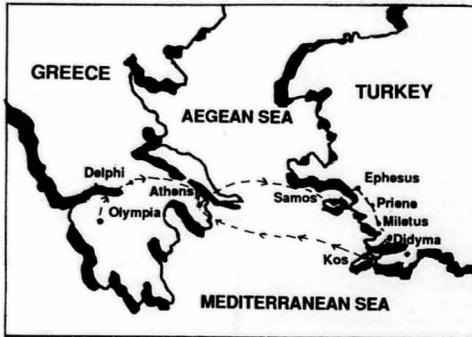 GREECE
TURKEY
AEGEAN SEA
Delphi
Athens
Olympia
Samos
Ephesus
Priene
Miletus
Didyma
Kos
MEDITERRANEAN SEA